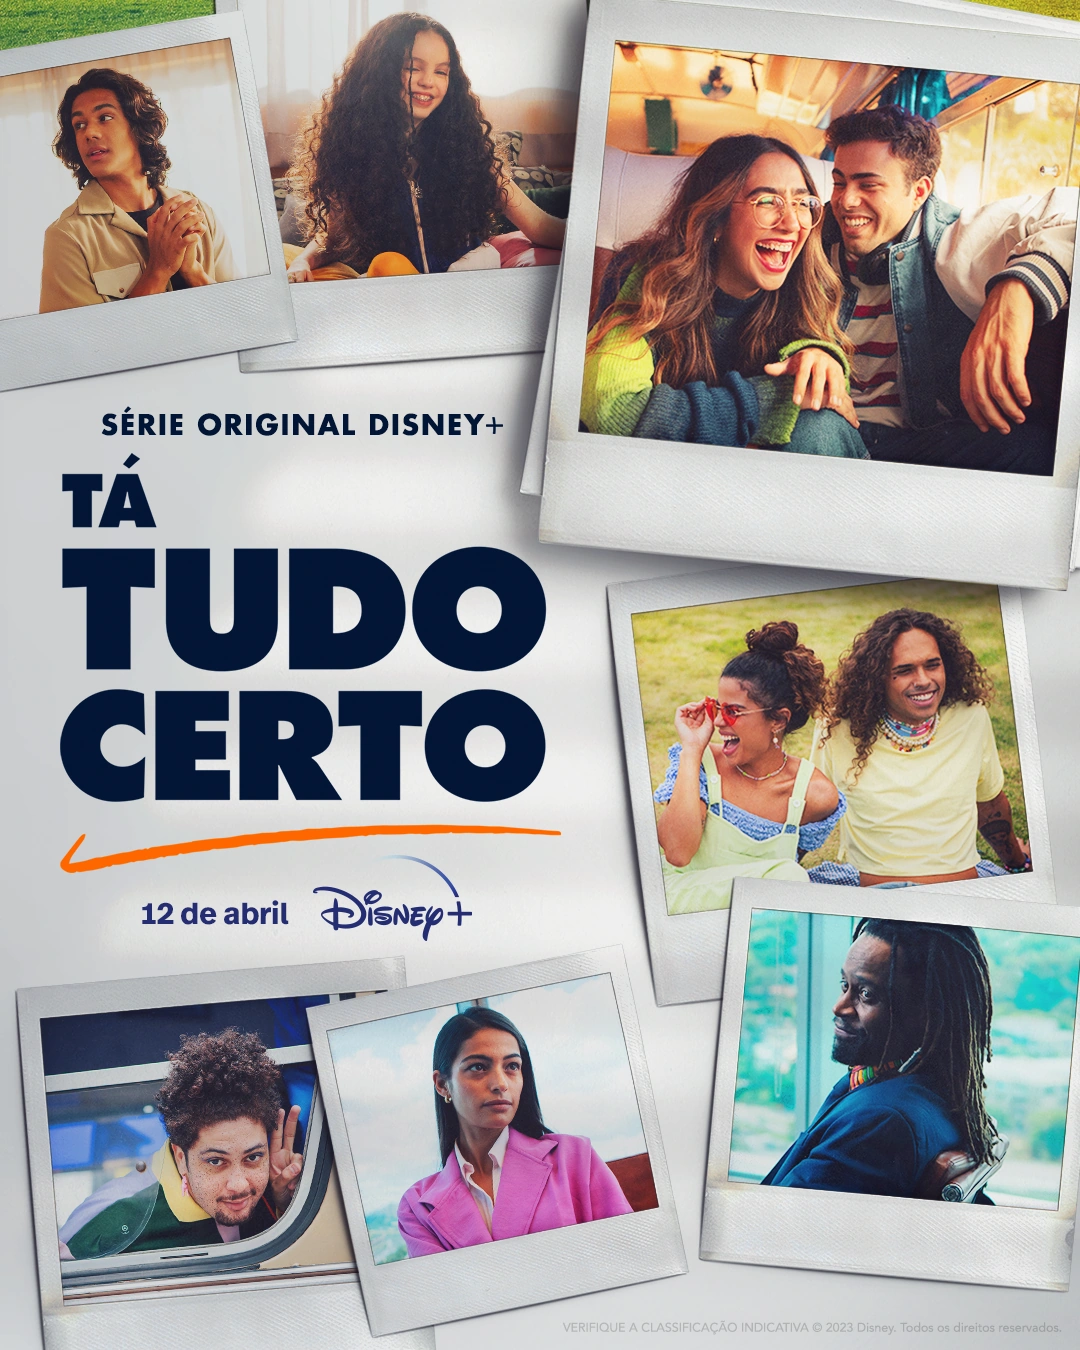 SÉRIE ORIGINAL DISNEY+
TÁ
TUDO
CERTO
12 de abril Disney+
VERIFIQUE A CLASSIFICAÇÃO INDICATIVA © 2023 Disney. Todos os direitos reservados.